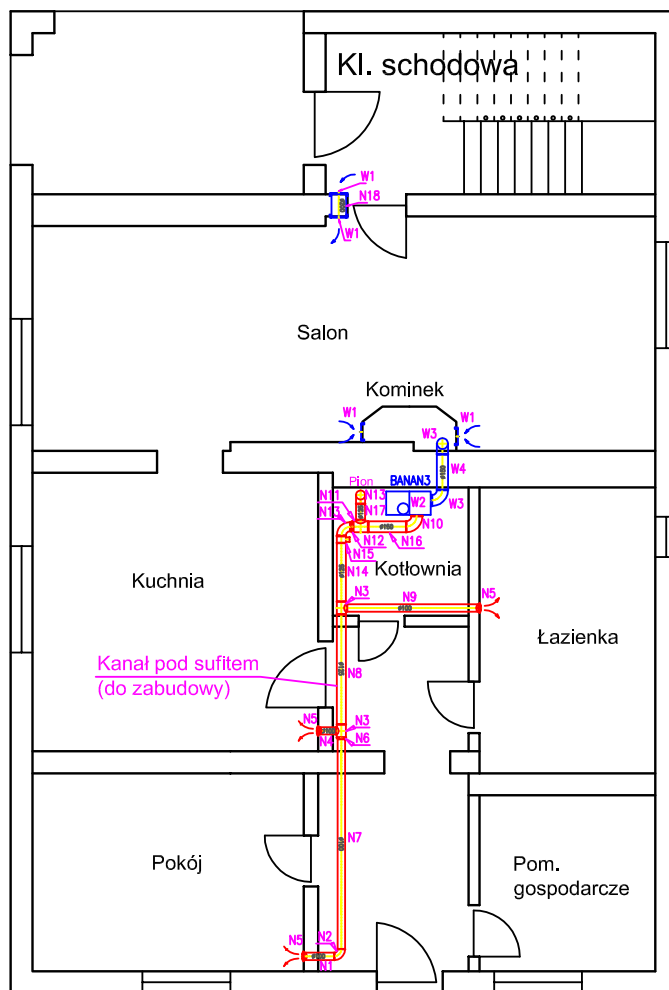 Kl. schodowa
W1
N18
W1
Salon
Kominek
W1
W1
W3
W4
Pion
BANAN3
N11
N13
N13
N17
W2
W3
N10
N12
N16
N15
N14
Kotłownia
Kuchnia
N3
N9
N5
ø100
Łazienka
Kanał pod sufitem
(do zabudowy)
N8
N5
N3
N4
N6
N7
Pokój
Pom.
gospodarcze
N2
N5
N1